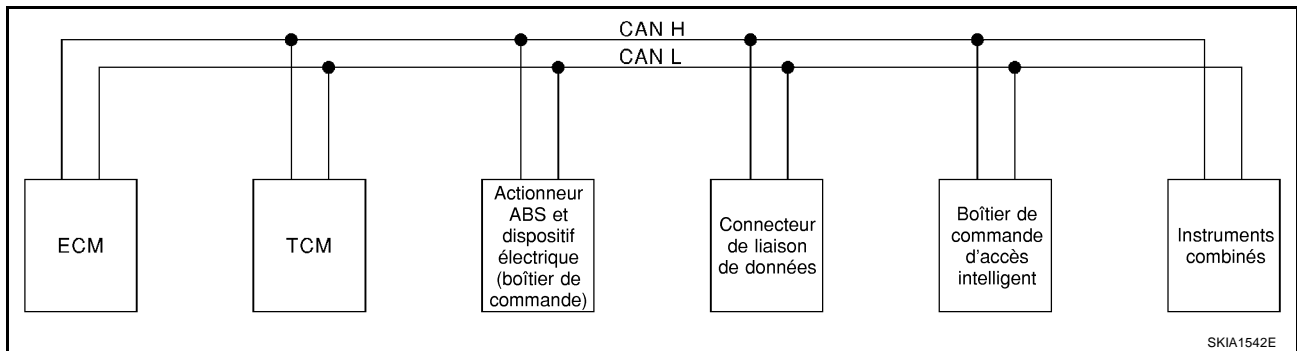 CAN H
CAN L
ECM
TCM
Actionneur
ABS et
dispositif
électrique
(boîtier de
commande)
Connecteur
de liaison
de données
Boîtier de
commande
d'accès
intelligent
Instruments
combinés
SKIA1542E